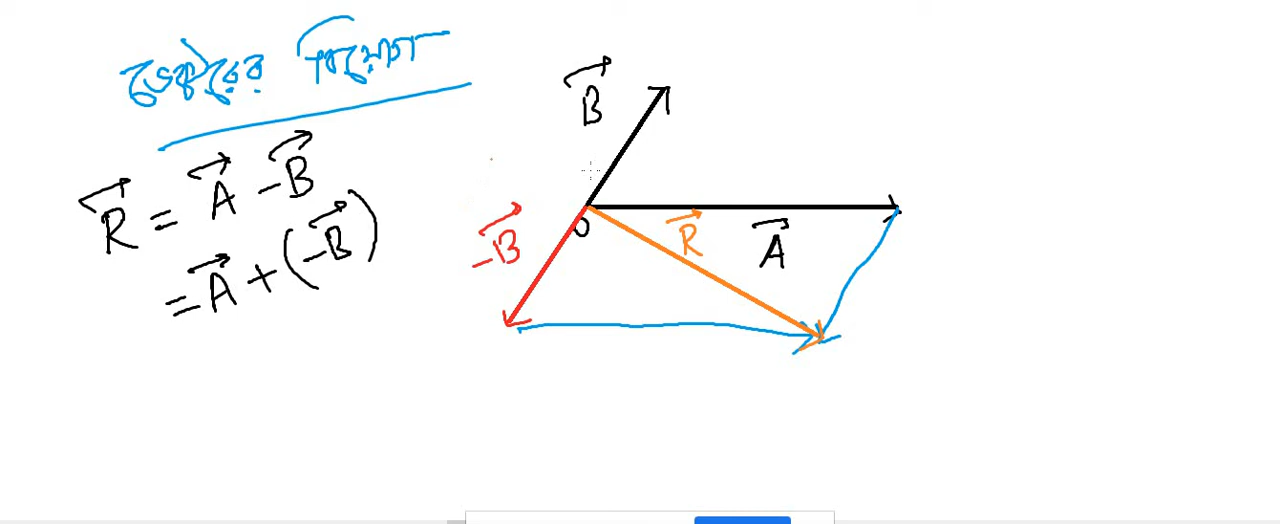 ভেক্টরের বিয়োগ
R⃗ = A⃗ - B⃗
= A⃗ + (-B⃗)
B⃗
-B⃗
O
R⃗
A⃗